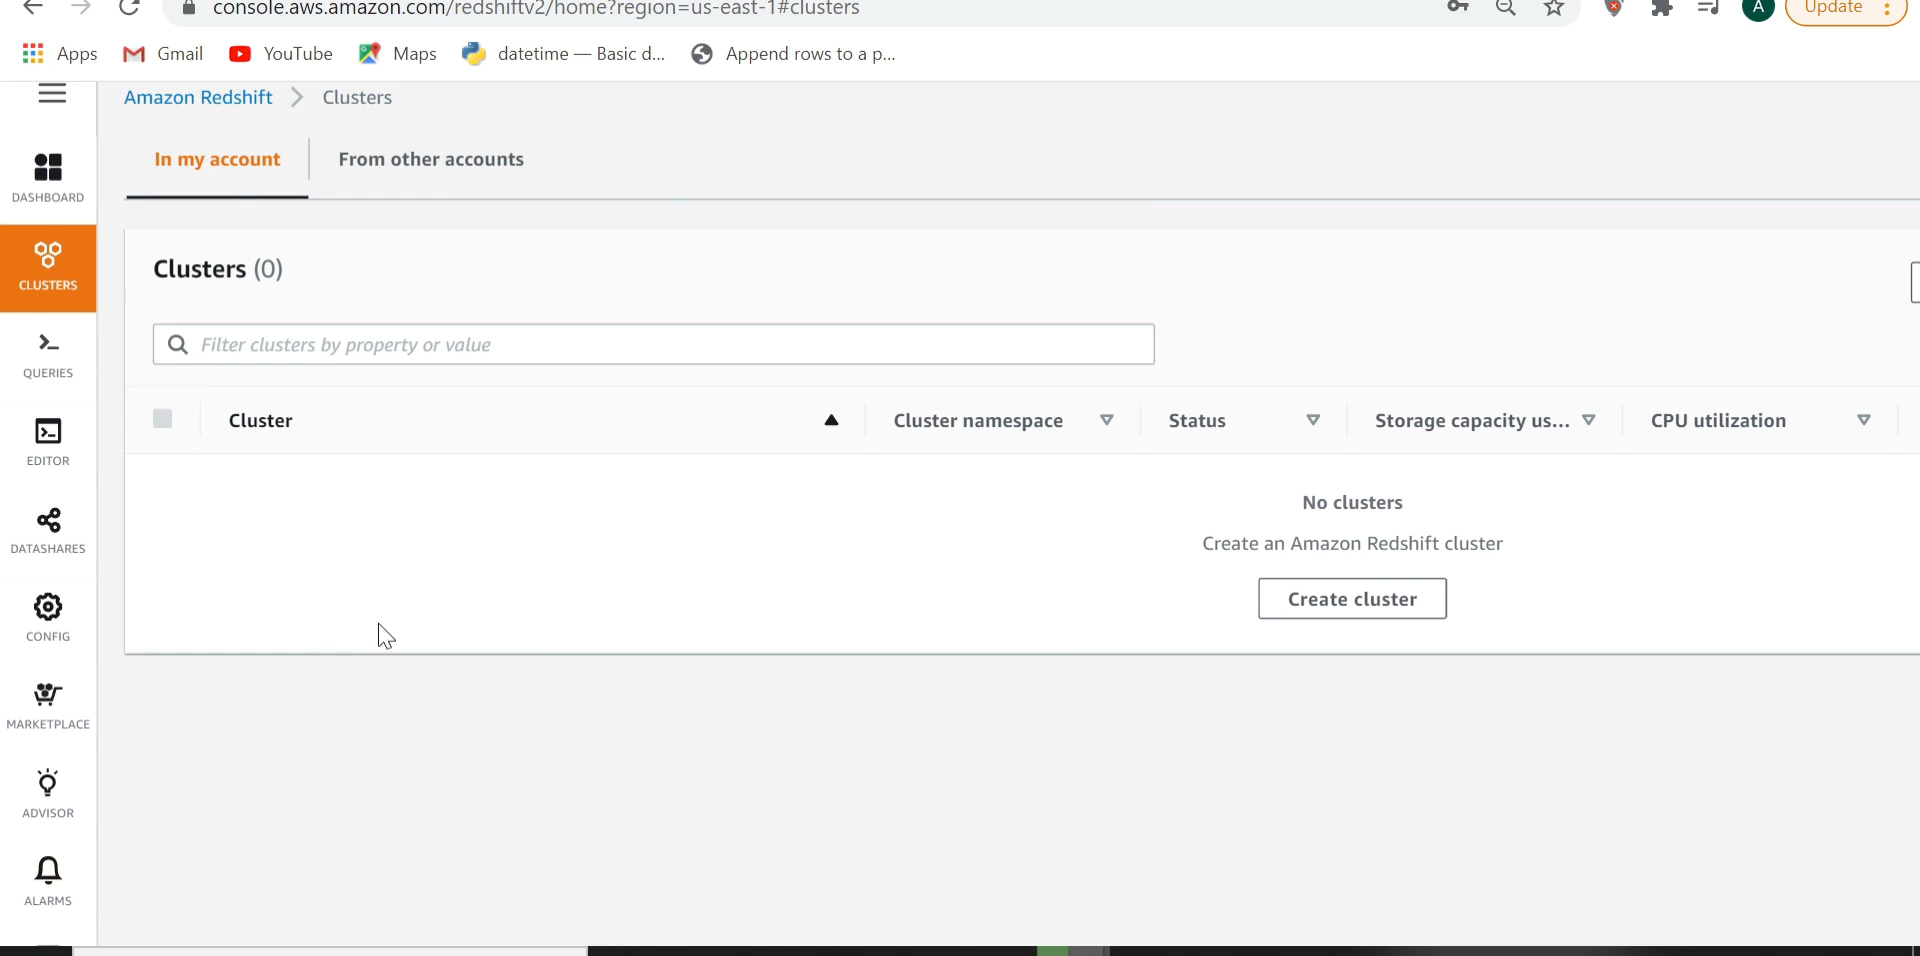 console.aws.amazon.com/redshiftv2/home?region=us-east-1#clusters
A
Update
Apps
Gmail
YouTube
Maps
datetime — Basic d...
Append rows to a p...
Amazon Redshift
Clusters
In my account
From other accounts
DASHBOARD
CLUSTERS
QUERIES
EDITOR
DATASHARES
CONFIG
MARKETPLACE
ADVISOR
ALARMS
Clusters (0)
Filter clusters by property or value
Cluster
Cluster namespace
Status
Storage capacity us...
CPU utilization
No clusters
Create an Amazon Redshift cluster
Create cluster